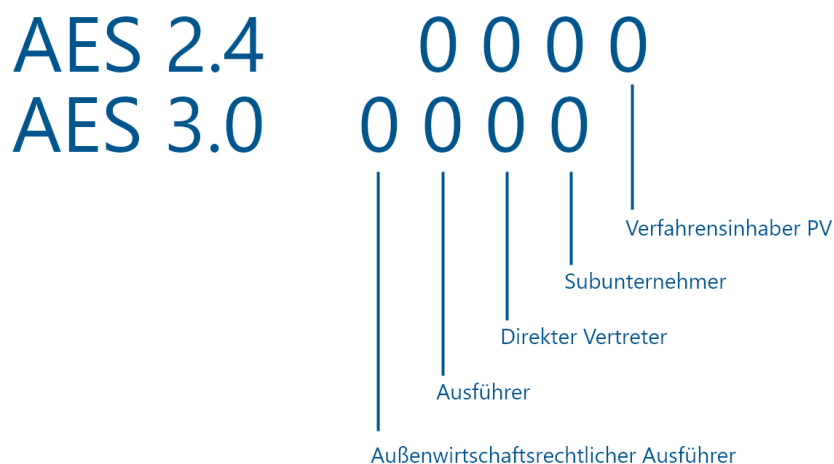 AES 2.4 0 0 0 0
AES 3.0 0 0 0 0
Verfahrensinhaber PV
Subunternehmer
Direkter Vertreter
Ausführer
Außenwirtschaftsrechtlicher Ausführer